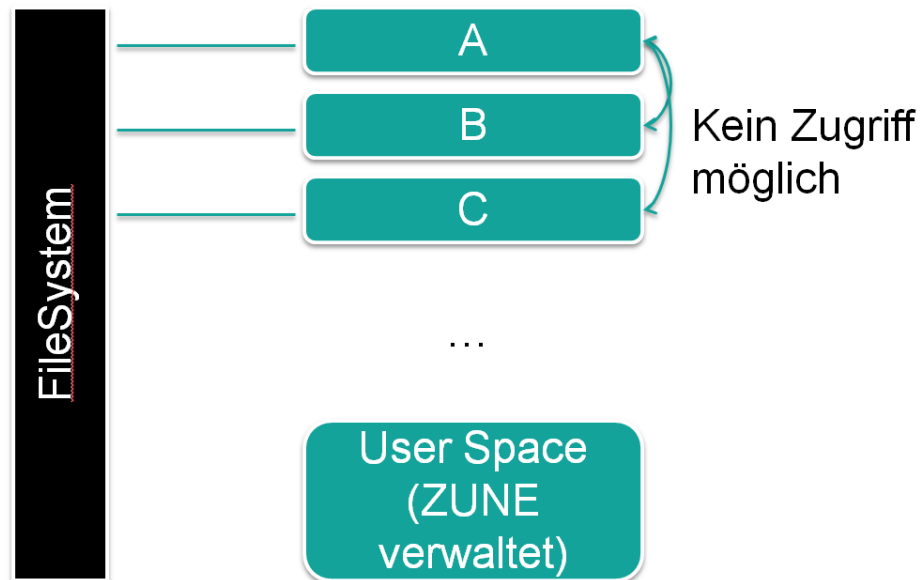 FileSystem
A
B
C
Kein Zugriff
möglich
...
User Space
(ZUNE
verwaltet)